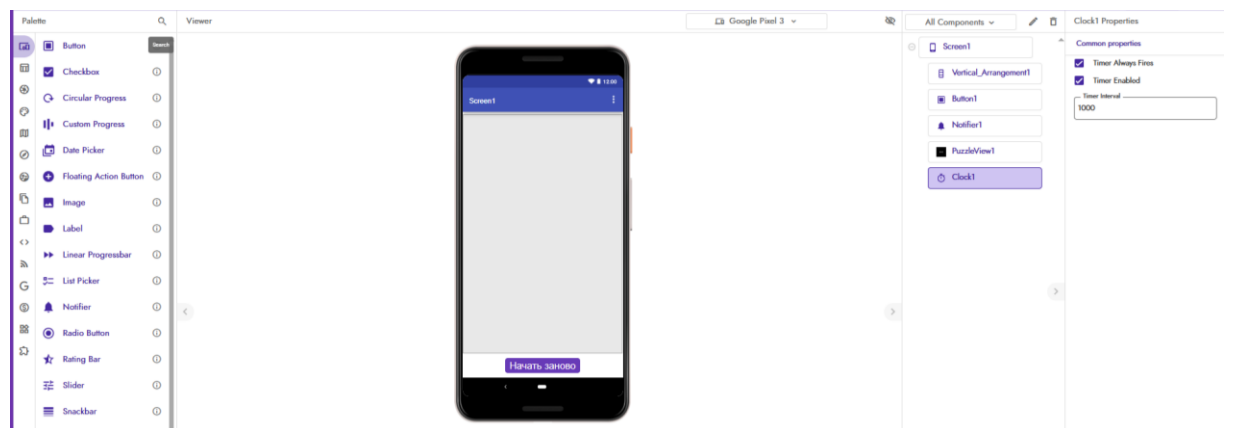 Palette
Viewer
Google Pixel 3
All Components
Clock1 Properties
Button
Search
Checkbox
Circular Progress
Custom Progress
Date Picker
Floating Action Button
Image
Label
Linear Progressbar
List Picker
Notifier
Radio Button
Rating Bar
Slider
Snackbar
12:00
Screen1
Начать заново
Screen1
Vertical_Arrangement1
Button1
Notifier1
PuzzleView1
Clock1
Common properties
Timer Always Fires
Timer Enabled
Timer Interval
1000